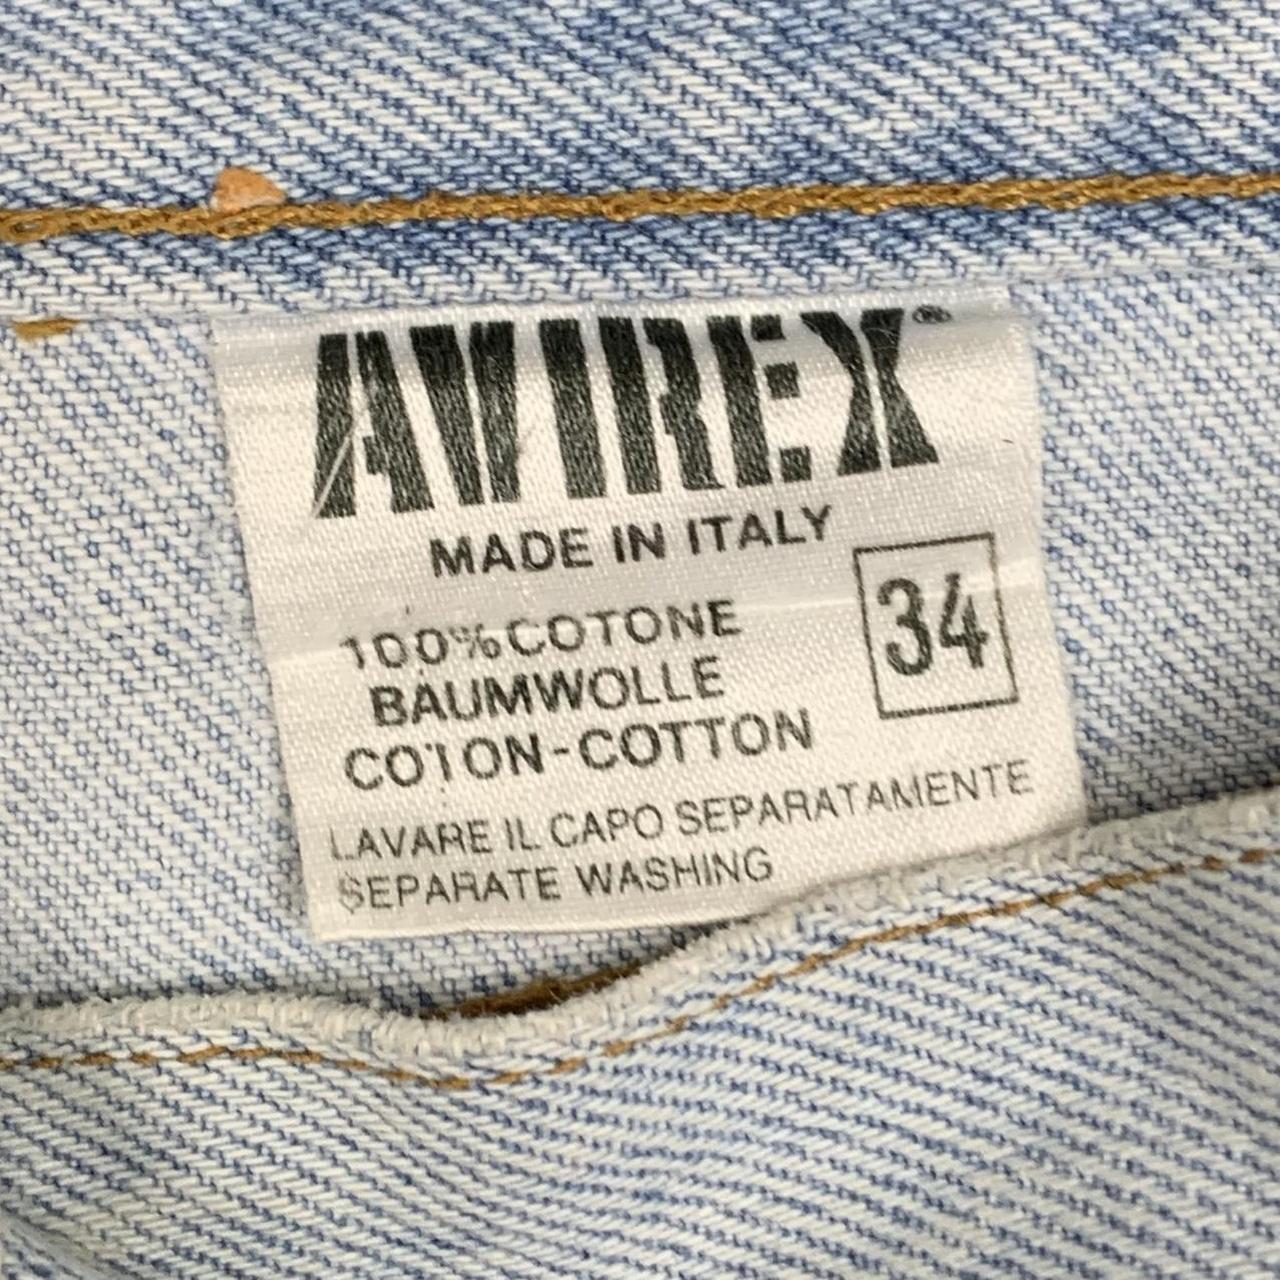 AVIREX®
MADE IN ITALY
34
100% COTONE
BAUMWOLLE
COTON-COTTON
LAVARE IL CAPO SEPARATAMENTE
SEPARATE WASHING